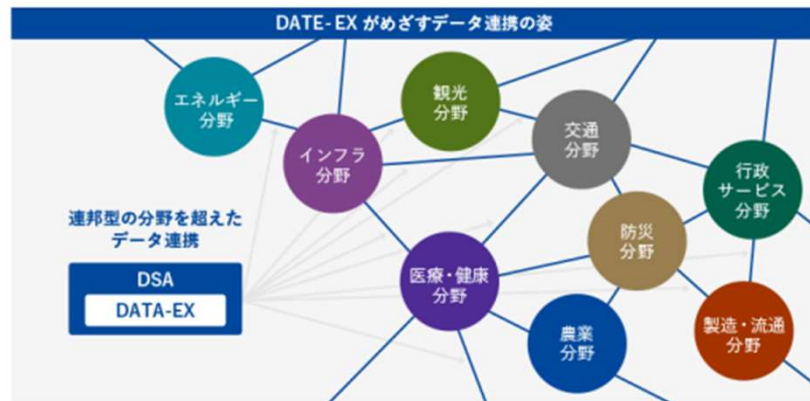 DATE-EX がめざすデータ連携の姿
エネルギー
分野
観光
分野
インフラ
分野
交通
分野
行政
サービス
分野
連邦型の分野を超えた
データ連携
DSA
DATA-EX
医療・健康
分野
防災
分野
農業
分野
製造・流通
分野